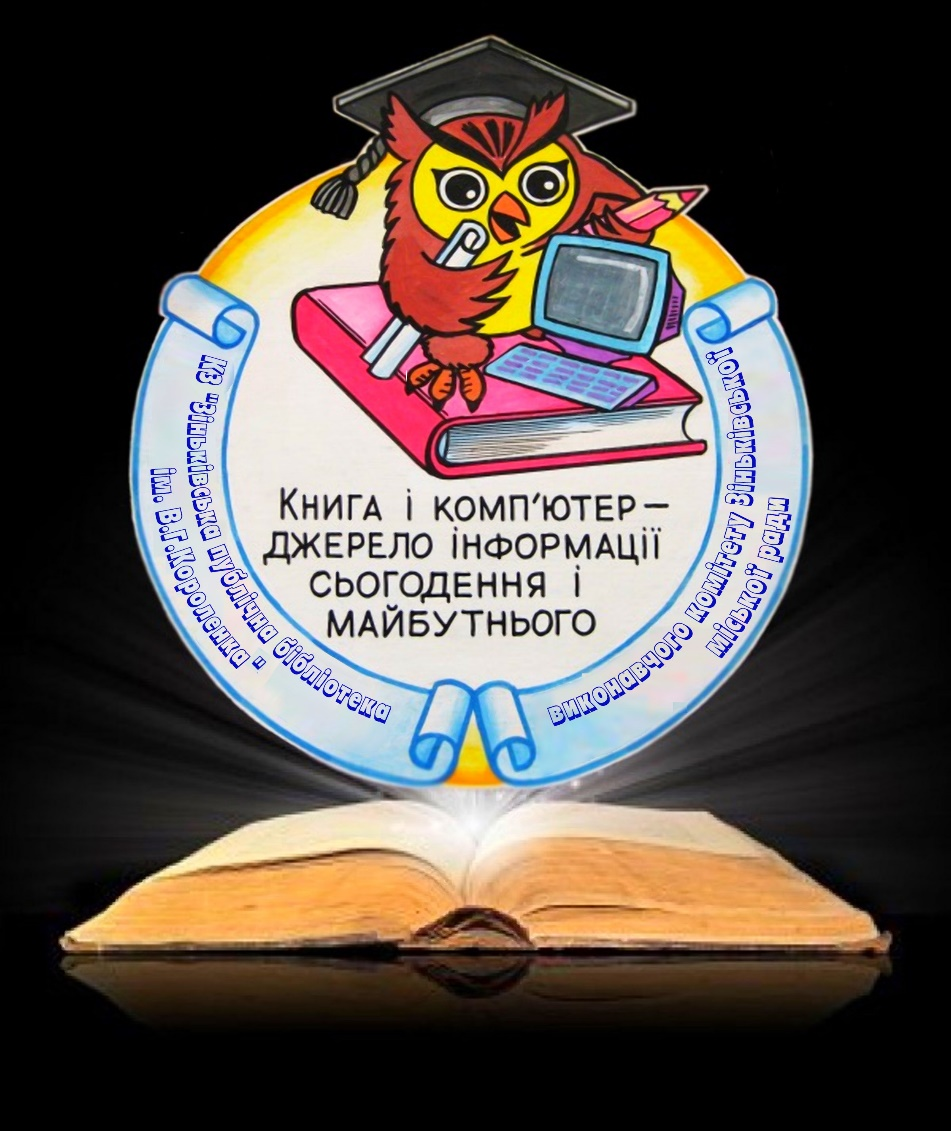 Книга і комп'ютер –
джерело інформації
сьогодення і
майбутнього
КЗ "Зіньківська публічна бібліотека
ім. В.Г.Короленка"
виконавчого комітету Зіньківської
міської ради